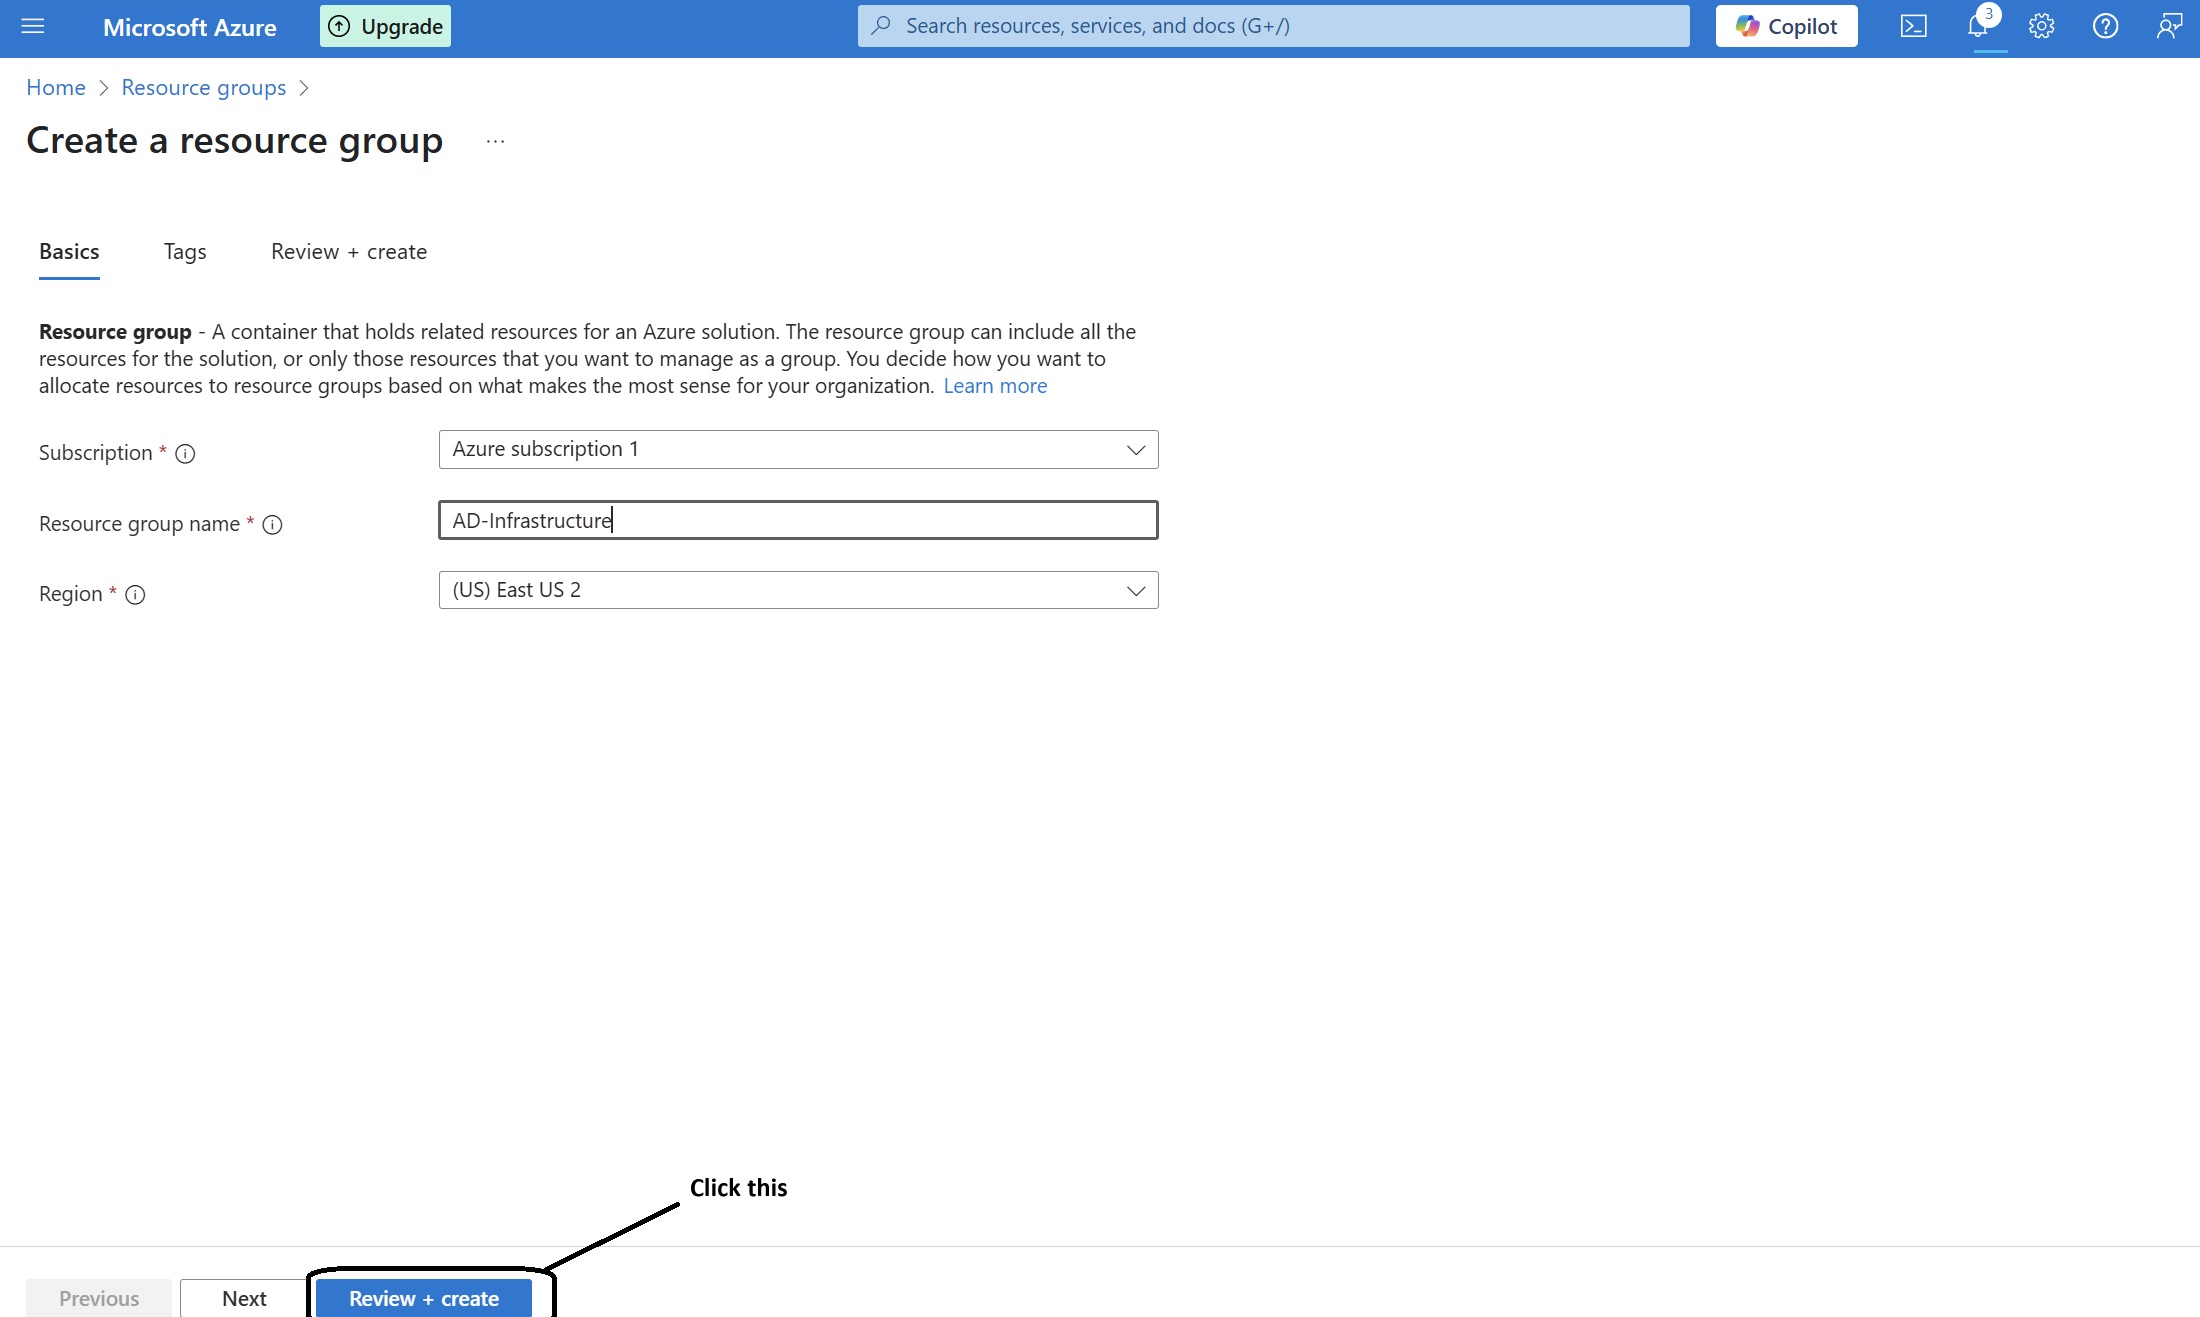 Microsoft Azure
Upgrade
Search resources, services, and docs (G+/)
Copilot
3
Home > Resource groups >
Create a resource group ...
Basics
Tags
Review + create
Resource group - A container that holds related resources for an Azure solution. The resource group can include all the
resources for the solution, or only those resources that you want to manage as a group. You decide how you want to
allocate resources to resource groups based on what makes the most sense for your organization. Learn more
Subscription *
Azure subscription 1
Resource group name *
AD-Infrastructure
Region *
(US) East US 2
Click this
Previous
Next
Review + create